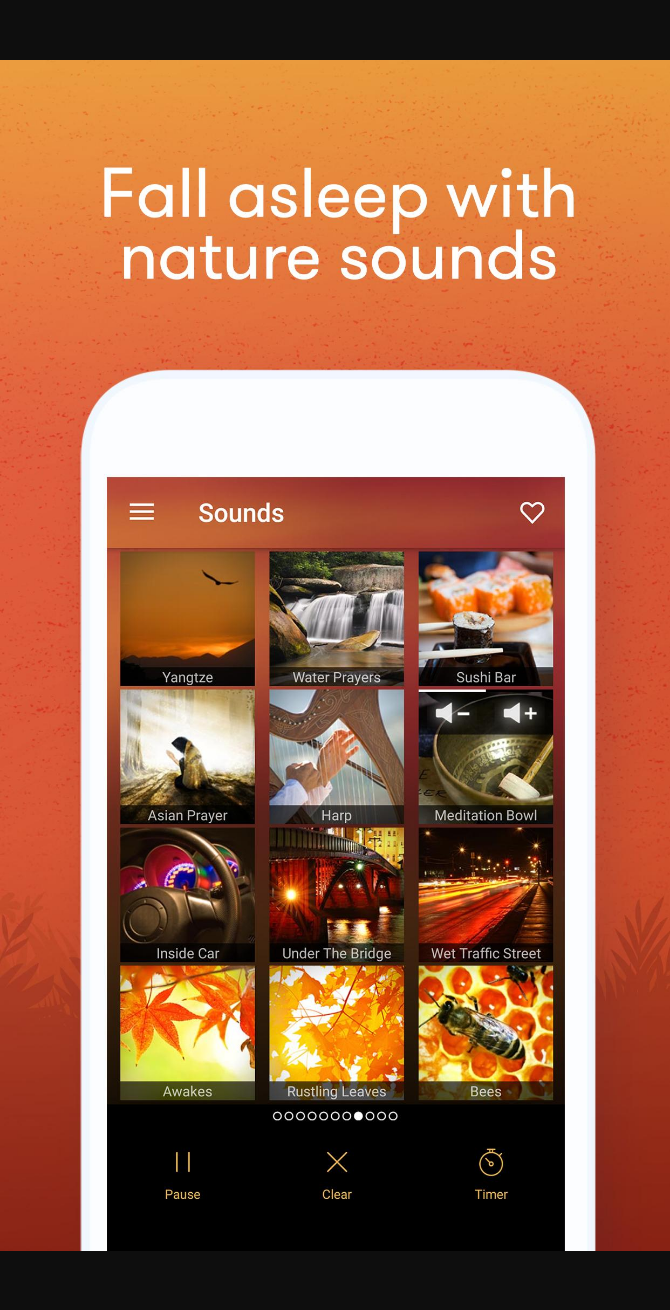 Fall asleep with
nature sounds
Sounds
Yangtze
Water Prayers
Sushi Bar
Asian Prayer
Harp
Meditation Bowl
Inside Car
Under The Bridge
Wet Traffic Street
Awakes
Rustling Leaves
Bees
Pause
Clear
Timer